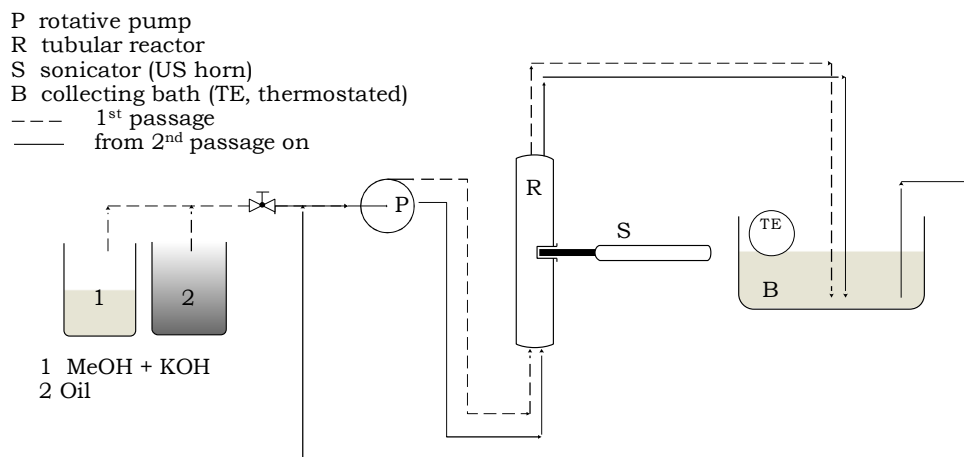 P rotative pump
R tubular reactor
S sonicator (US horn)
B collecting bath (TE, thermostated)
1st passage
from 2nd passage on
R
P
S
TE
B
1
2
1 MeOH + KOH
2 Oil